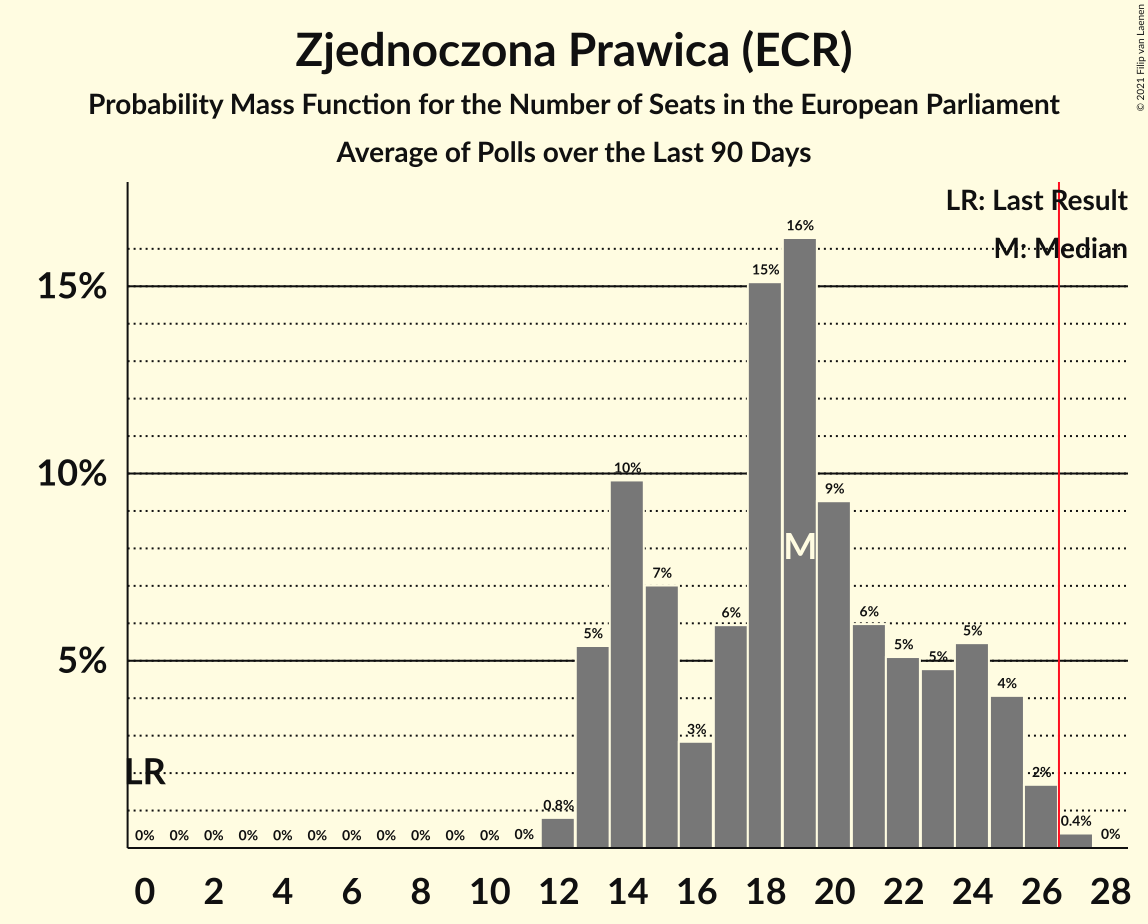 Zjednoczona Prawica (ECR)
Probability Mass Function for the Number of Seats in the European Parliament
Average of Polls over the Last 90 Days
© 2021 Filip van Laenen
LR: Last Result
M: Median
15%
10%
5%
16%
15%
10%
9%
M
7%
6%
6%
5%
5%
5%
5%
4%
3%
2%
LR
0.8%
0.4%
0% 0% 0% 0% 0% 0% 0% 0% 0% 0% 0% 0% 0%
0 2 4 6 8 10 12 14 16 18 20 22 24 26 28